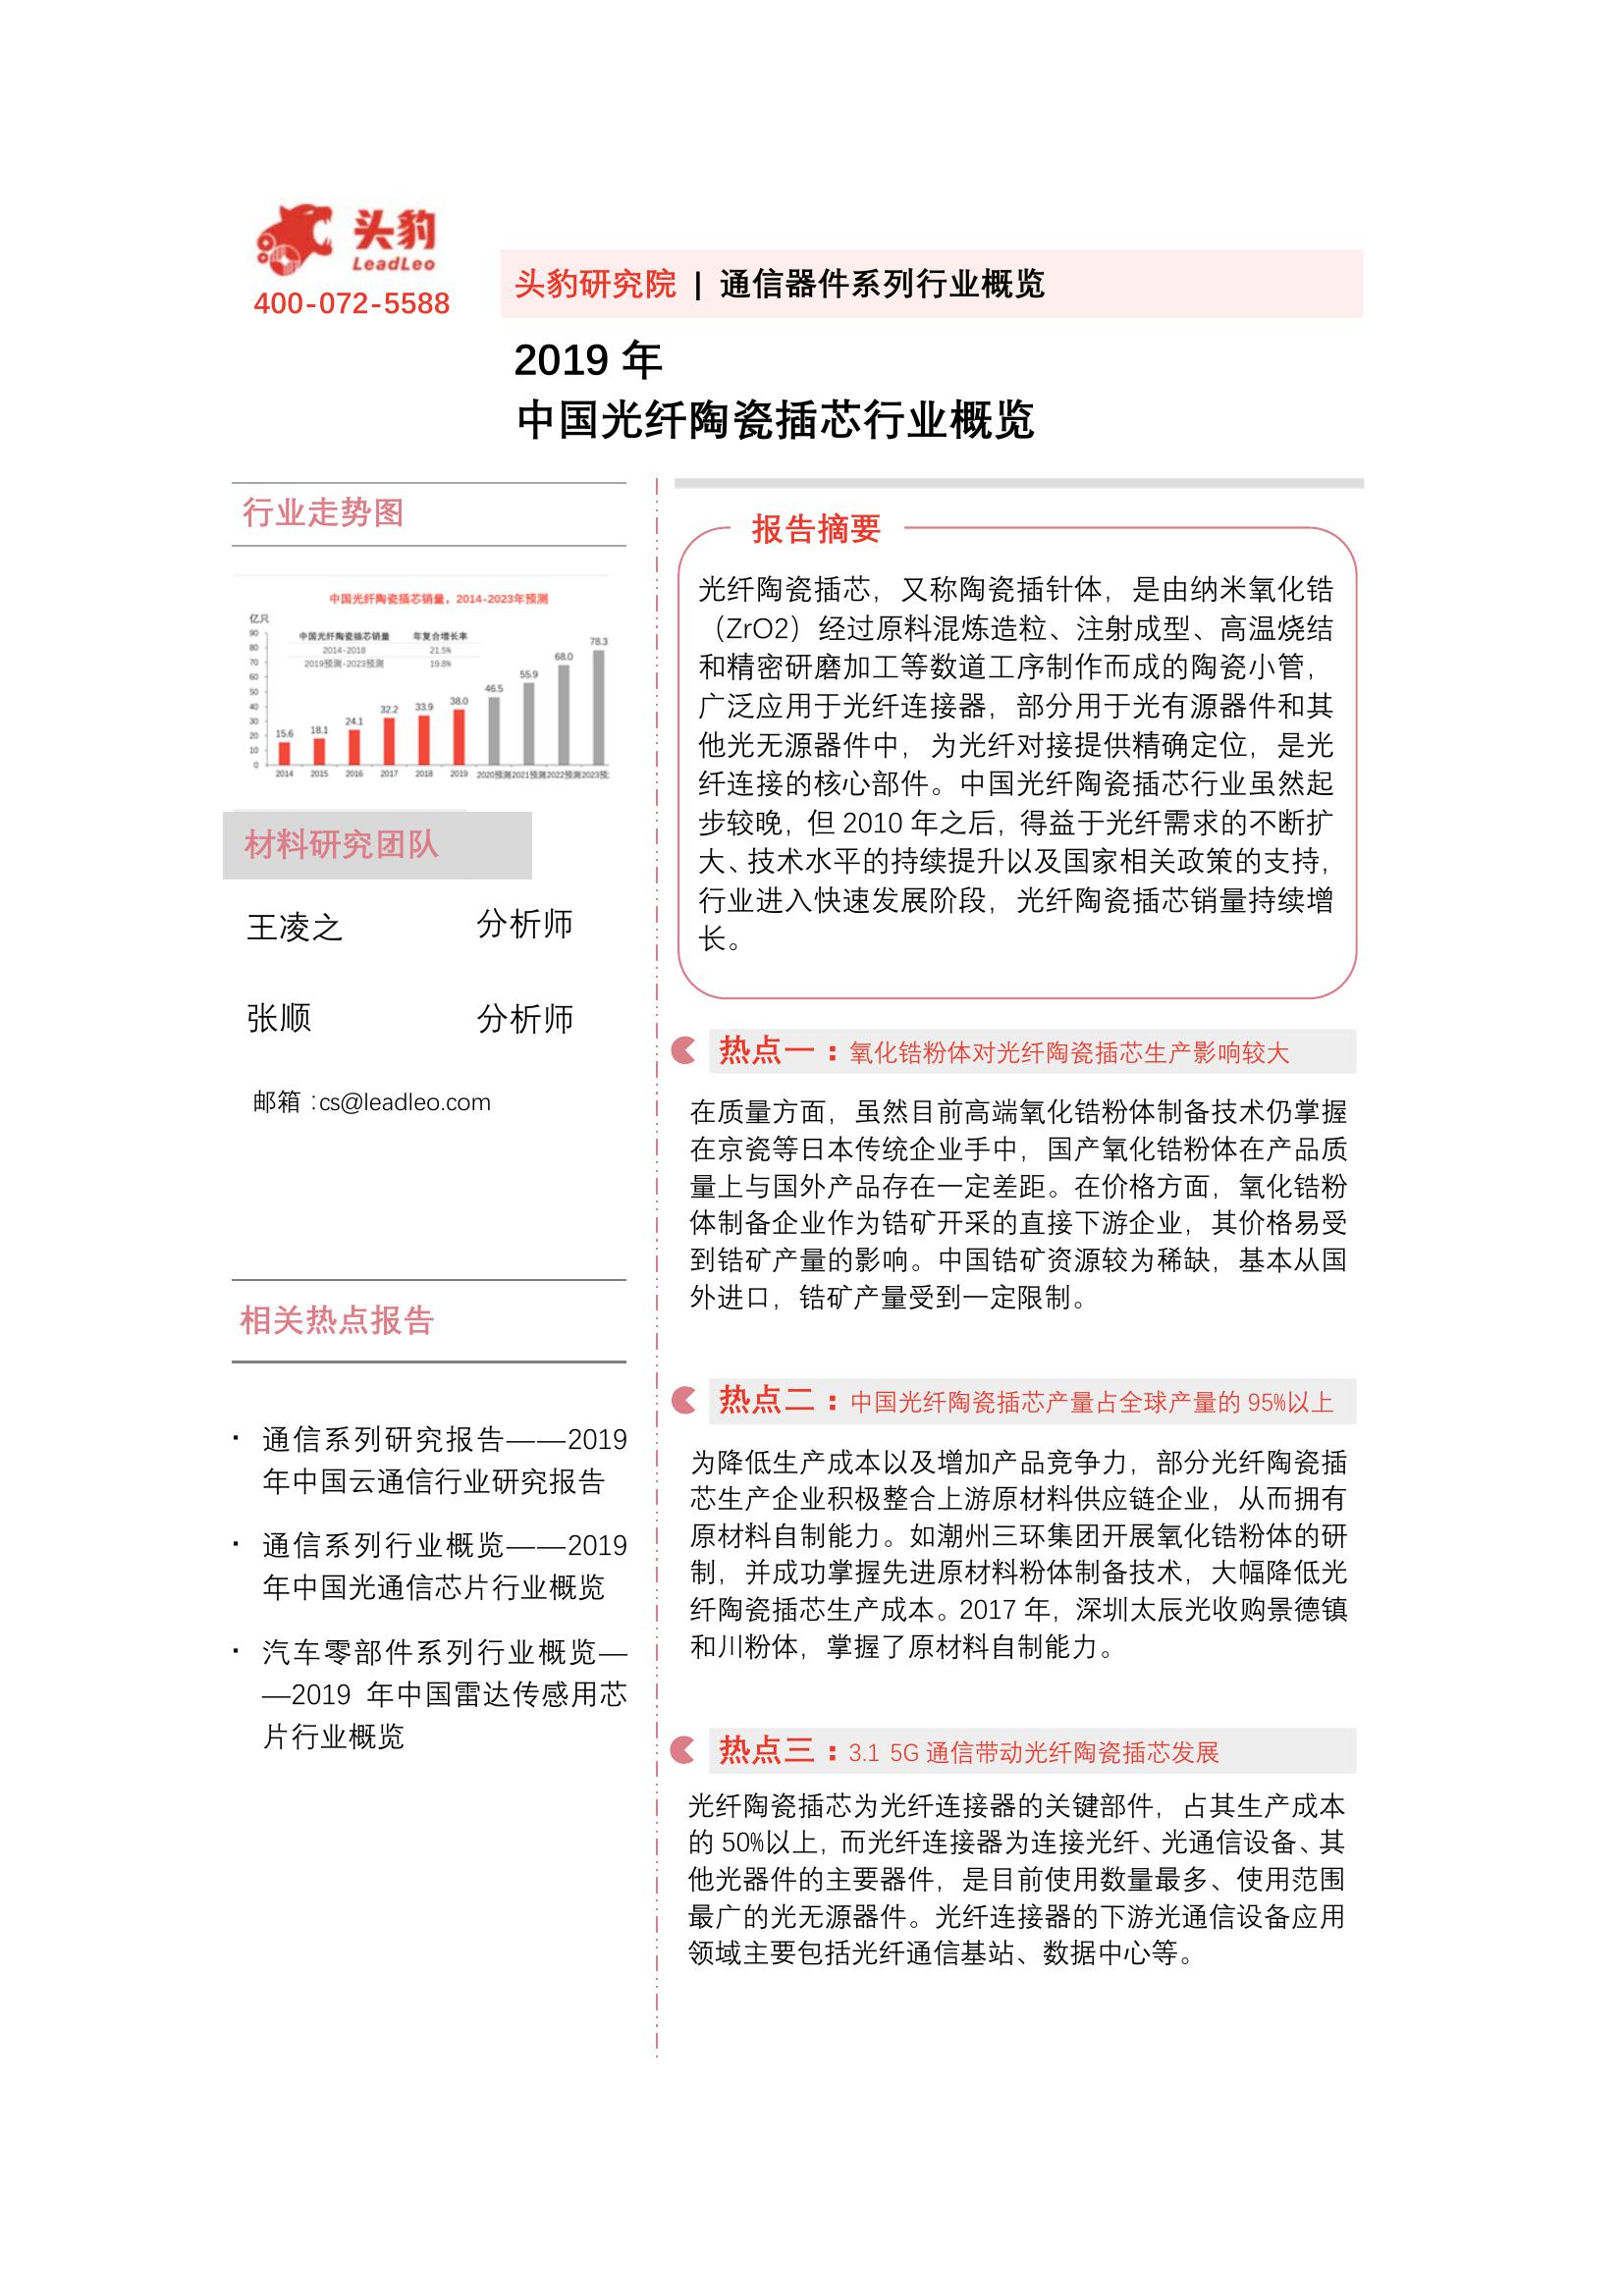 头豹
LeadLeo
400-072-5588
头豹研究院 | 通信器件系列行业概览
2019 年
中国光纤陶瓷插芯行业概览
行业走势图
中国光纤陶瓷插芯销量，2014-2023年预测
亿只
中国光纤陶瓷插芯销量 年复合增长率
2014-2018 21.5%
2019预测-2023预测 19.8%
90
80
70
60
50
40
30
20
10
0
15.6 18.1 24.1 32.2 33.9 38.0 46.5 55.9 68.0 78.3
2014 2015 2016 2017 2018 2019 2020预测 2021预测 2022预测 2023预
材料研究团队
王凌之 分析师
张顺 分析师
邮箱 :cs@leadleo.com
相关热点报告
· 通信系列研究报告——2019
年中国云通信行业研究报告
· 通信系列行业概览——2019
年中国光通信芯片行业概览
· 汽车零部件系列行业概览—
—2019 年中国雷达传感用芯
片行业概览
报告摘要
光纤陶瓷插芯，又称陶瓷插针体，是由纳米氧化锆
（ZrO2）经过原料混炼造粒、注射成型、高温烧结
和精密研磨加工等数道工序制作而成的陶瓷小管，
广泛应用于光纤连接器，部分用于光有源器件和其
他光无源器件中，为光纤对接提供精确定位，是光
纤连接的核心部件。中国光纤陶瓷插芯行业虽然起
步较晚，但 2010 年之后，得益于光纤需求的不断扩
大、技术水平的持续提升以及国家相关政策的支持，
行业进入快速发展阶段，光纤陶瓷插芯销量持续增
长。
热点一：氧化锆粉体对光纤陶瓷插芯生产影响较大
在质量方面，虽然目前高端氧化锆粉体制备技术仍掌握
在京瓷等日本传统企业手中，国产氧化锆粉体在产品质
量上与国外产品存在一定差距。在价格方面，氧化锆粉
体制备企业作为锆矿开采的直接下游企业，其价格易受
到锆矿产量的影响。中国锆矿资源较为稀缺，基本从国
外进口，锆矿产量受到一定限制。
热点二：中国光纤陶瓷插芯产量占全球产量的 95%以上
为降低生产成本以及增加产品竞争力，部分光纤陶瓷插
芯生产企业积极整合上游原材料供应链企业，从而拥有
原材料自制能力。如潮州三环集团开展氧化锆粉体的研
制，并成功掌握先进原材料粉体制备技术，大幅降低光
纤陶瓷插芯生产成本。2017 年，深圳太辰光收购景德镇
和川粉体，掌握了原材料自制能力。
热点三：3.1 5G 通信带动光纤陶瓷插芯发展
光纤陶瓷插芯为光纤连接器的关键部件，占其生产成本
的 50%以上，而光纤连接器为连接光纤、光通信设备、其
他光器件的主要器件，是目前使用数量最多、使用范围
最广的光无源器件。光纤连接器的下游光通信设备应用
领域主要包括光纤通信基站、数据中心等。